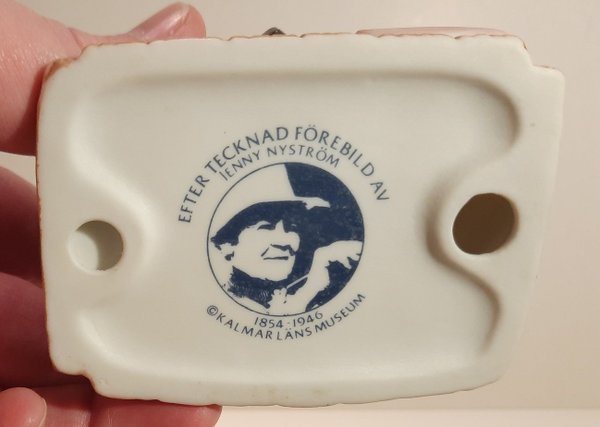 EFTER TECKNAD FÖREBILD AV
JENNY NYSTRÖM
1854-1946
©KALMAR LÄNS MUSEUM